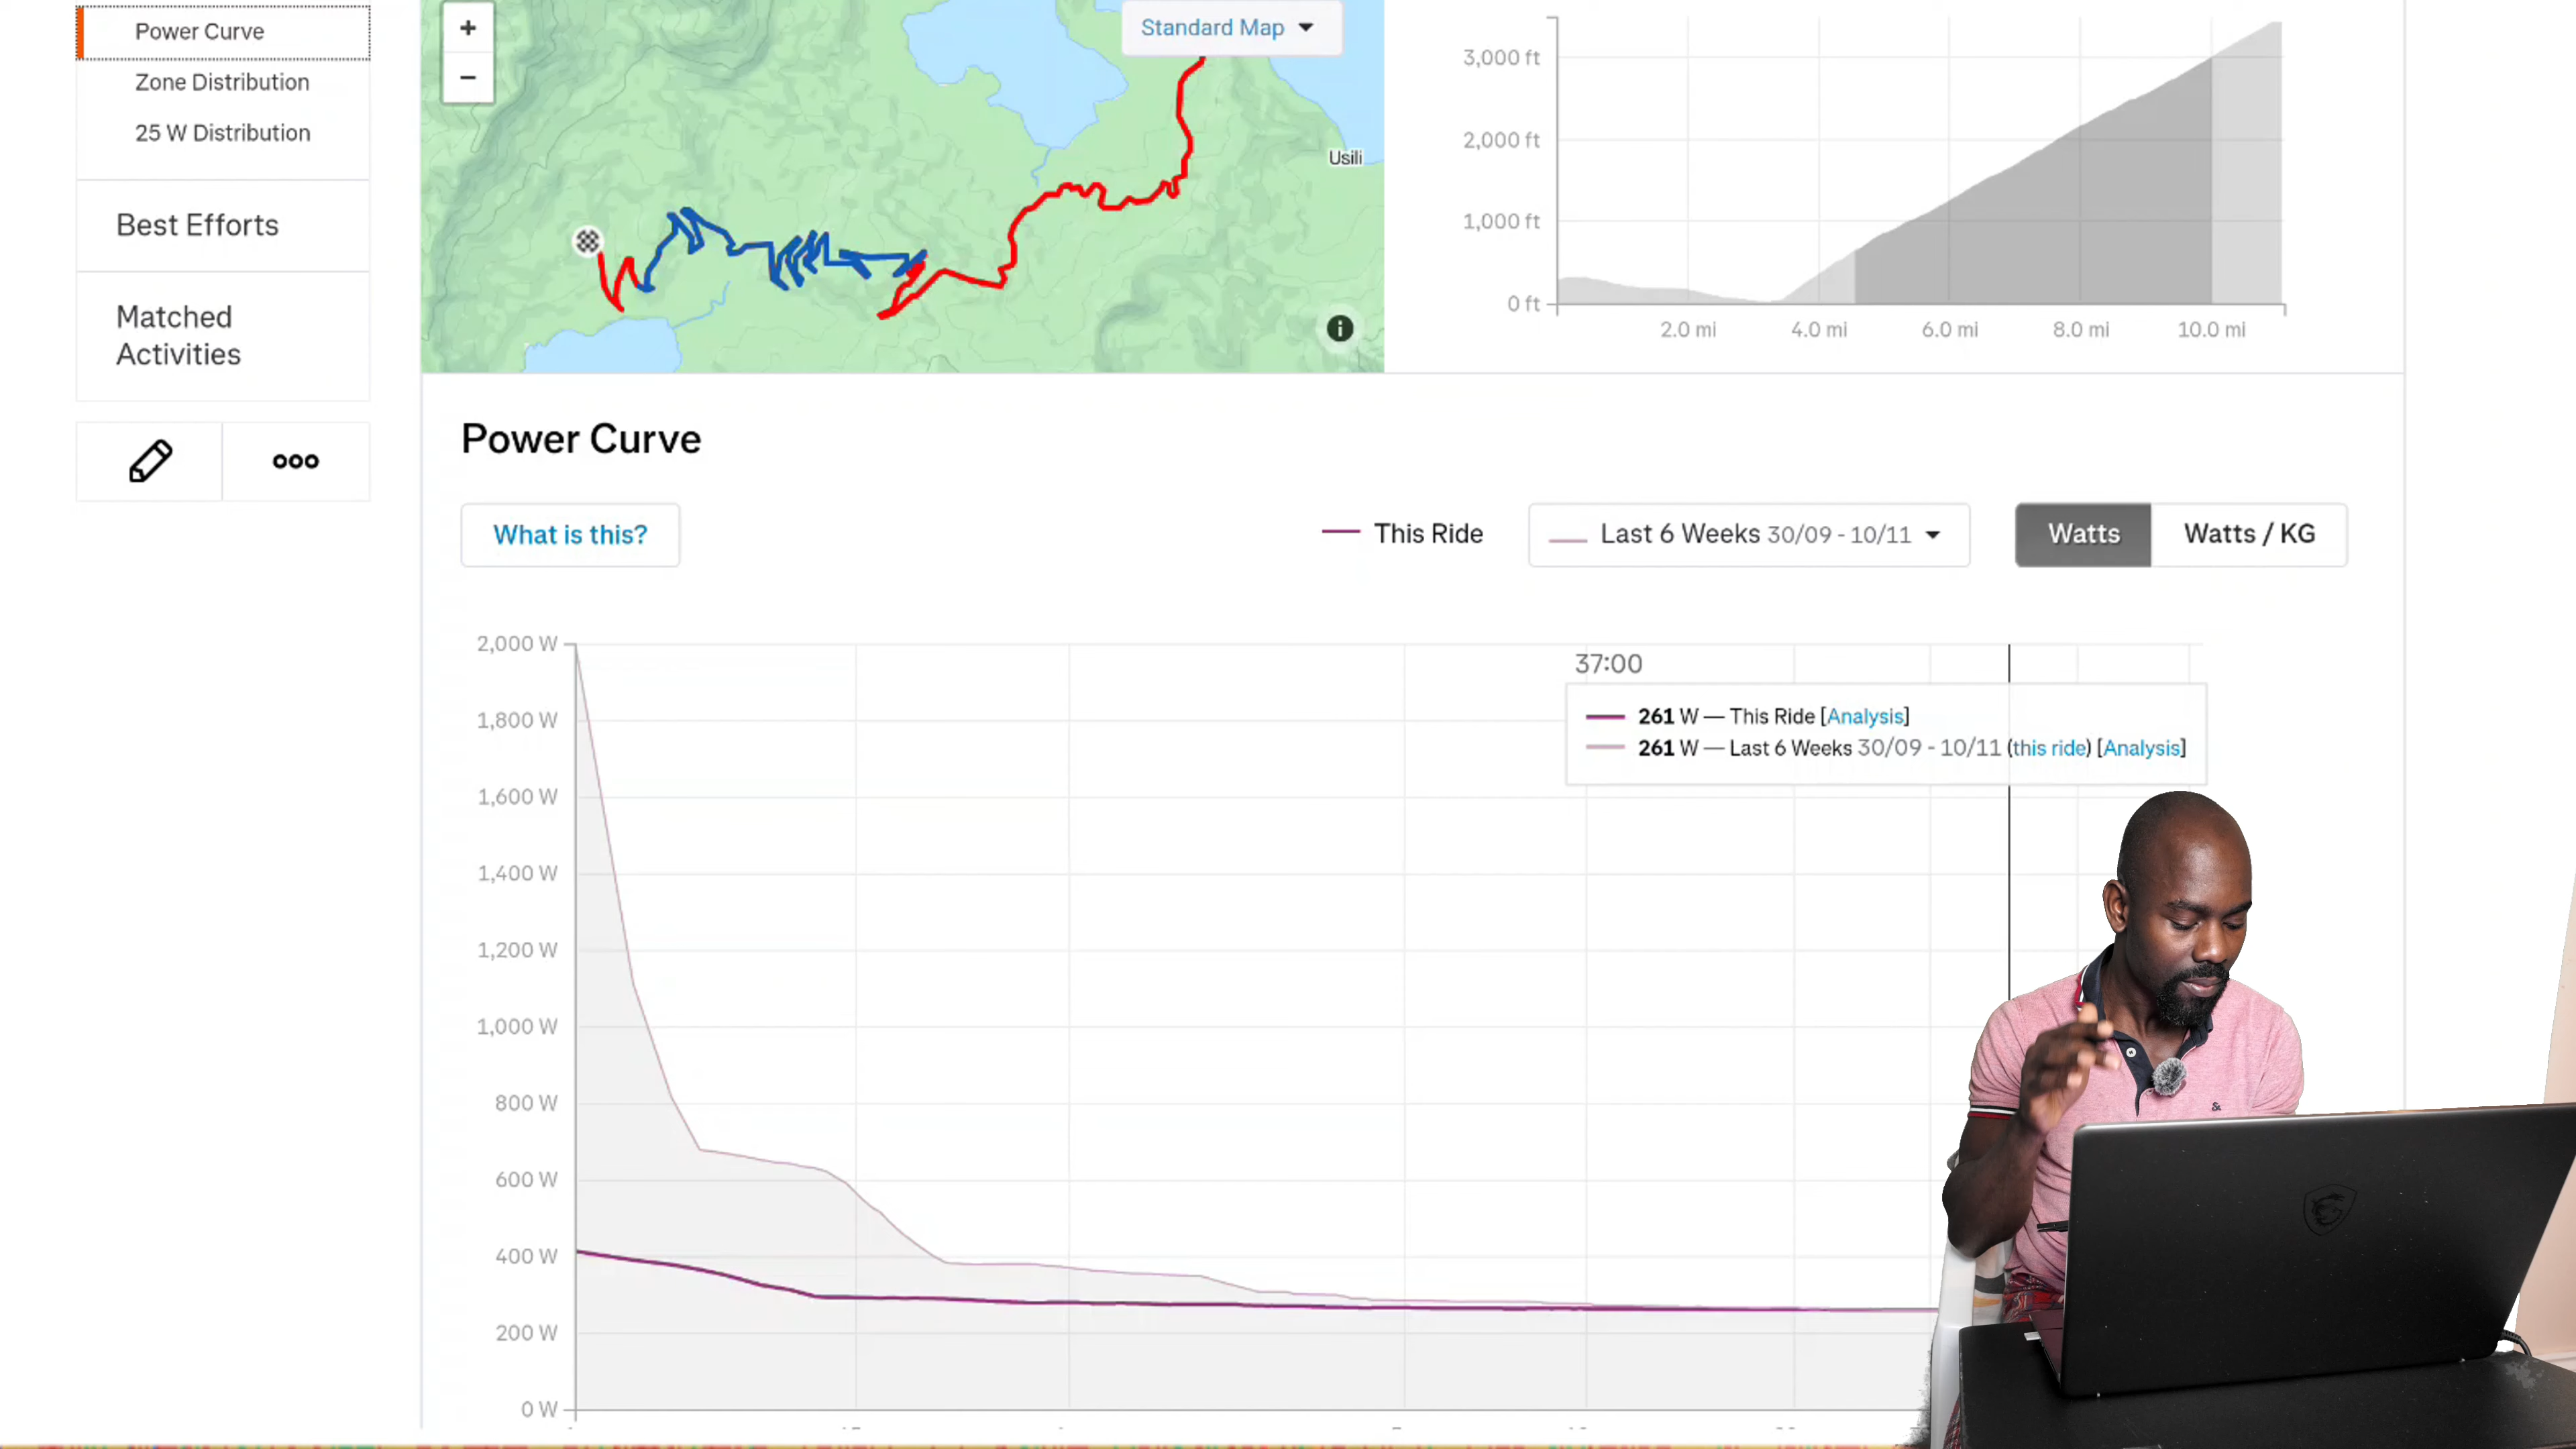 Power Curve
Zone Distribution
25 W Distribution
Best Efforts
Matched
Activities
+
−
Standard Map
Usili
3,000 ft
2,000 ft
1,000 ft
0 ft
2.0 mi
4.0 mi
6.0 mi
8.0 mi
10.0 mi
Power Curve
What is this?
This Ride
Last 6 Weeks 30/09 - 10/11
Watts
Watts / KG
37:00
261 W — This Ride [Analysis]
261 W — Last 6 Weeks 30/09 - 10/11 (this ride) [Analysis]
2,000 W
1,800 W
1,600 W
1,400 W
1,200 W
1,000 W
800 W
600 W
400 W
200 W
0 W